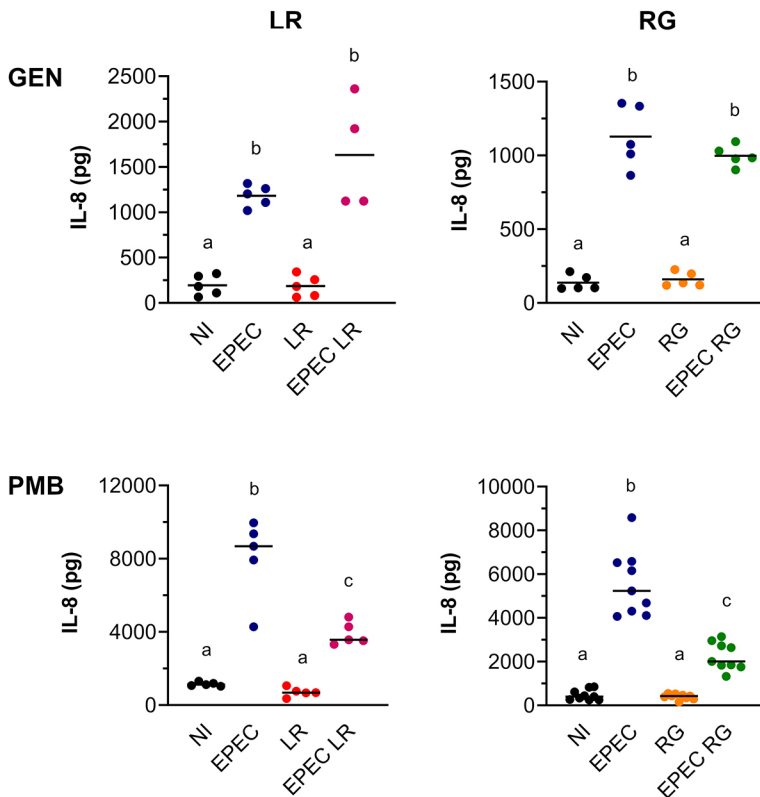 LR
RG
GEN
IL-8 (pg)
2500
2000
1500
1000
500
0
a
b
a
b
NI
EPEC
LR
EPEC LR
IL-8 (pg)
1500
1000
500
0
a
b
a
b
NI
EPEC
RG
EPEC RG
PMB
IL-8 (pg)
12000
8000
4000
0
a
b
a
c
NI
EPEC
LR
EPEC LR
IL-8 (pg)
10000
8000
6000
4000
2000
0
a
b
a
c
NI
EPEC
RG
EPEC RG